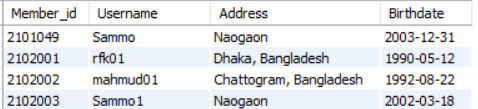 Member_id Username Address Birthdate
2101049 Sammo Naogaon 2003-12-31
2102001 rfk01 Dhaka, Bangladesh 1990-05-12
2102002 mahmud01 Chattogram, Bangladesh 1992-08-22
2102003 Sammo1 Naogaon 2002-03-18